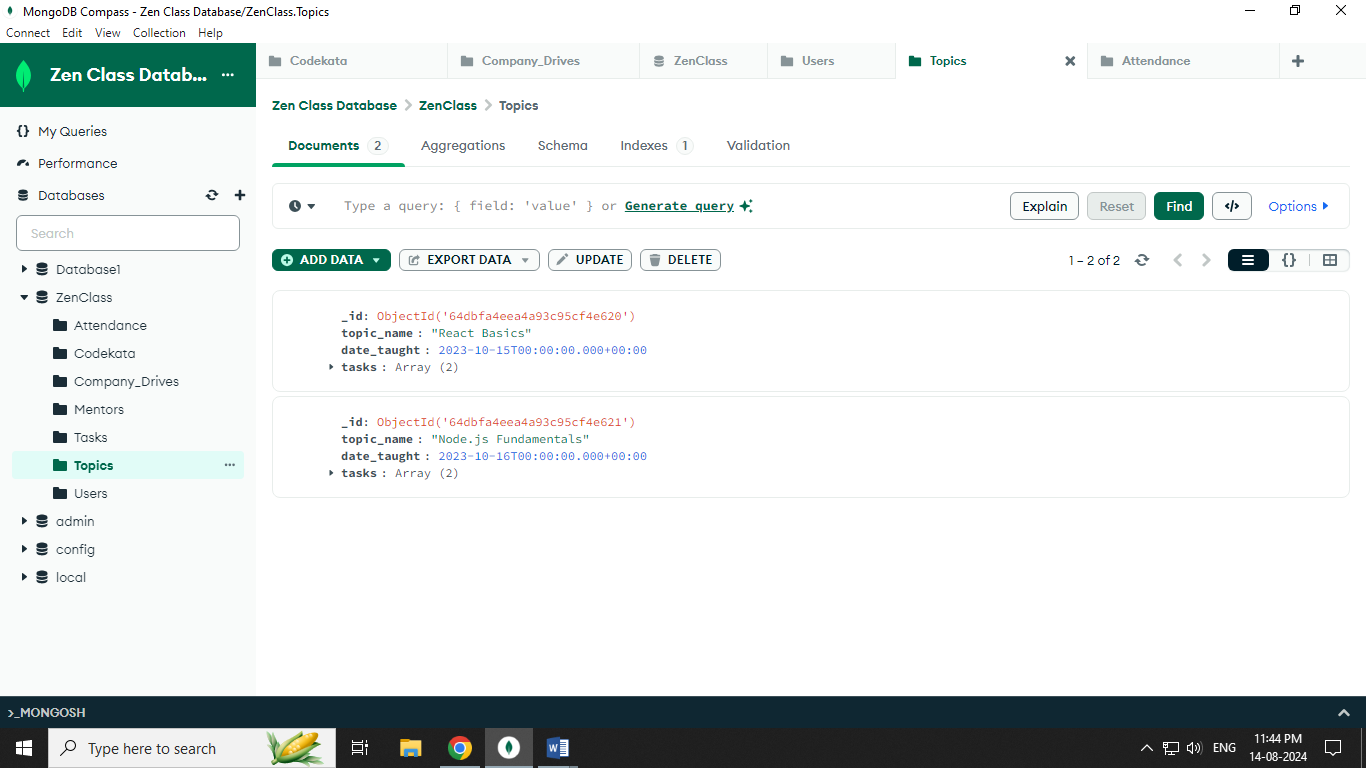 MongoDB Compass - Zen Class Database/ZenClass.Topics
Connect Edit View Collection Help
Zen Class Datab... ...
Codekata Company_Drives ZenClass Users Topics Attendance
Zen Class Database > ZenClass > Topics
{} My Queries
Performance
Databases
Search
Database1
ZenClass
Attendance
Codekata
Company_Drives
Mentors
Tasks
Topics ...
Users
admin
config
local
Documents 2 Aggregations Schema Indexes 1 Validation
Type a query: { field: 'value' } or Generate query Explain Reset Find </> Options
ADD DATA EXPORT DATA UPDATE DELETE 1 – 2 of 2 {}
_id: ObjectId('64dbfa4eea4a93c95cf4e620')
topic_name : "React Basics"
date_taught : 2023-10-15T00:00:00.000+00:00
tasks : Array (2)
_id: ObjectId('64dbfa4eea4a93c95cf4e621')
topic_name : "Node.js Fundamentals"
date_taught : 2023-10-16T00:00:00.000+00:00
tasks : Array (2)
>_MONGOSH
Type here to search W ENG 11:44 PM
14-08-2024